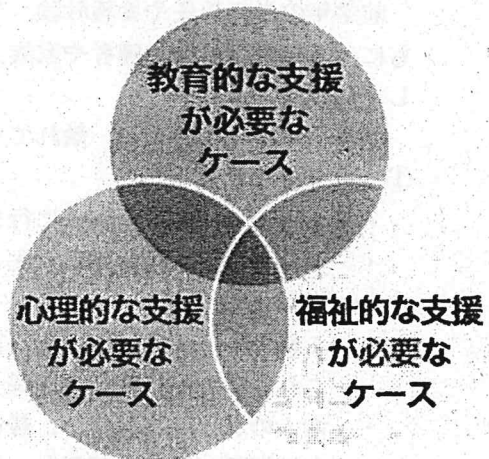 教育的な支援
が必要な
ケース
心理的な支援
が必要な
ケース
福祉的な支援
が必要な
ケース